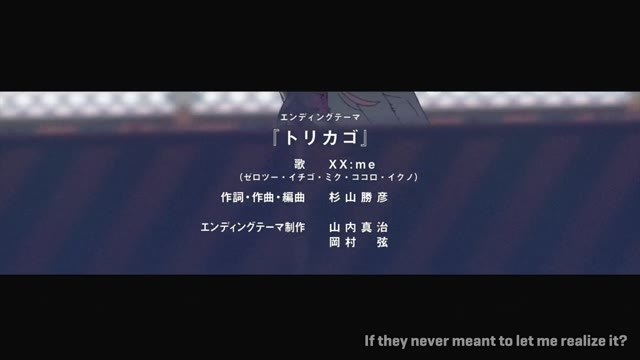 エンディングテーマ
『トリカゴ』
歌 XX:me
(ゼロツー・イチゴ・ミク・ココロ・イクノ)
作詞・作曲・編曲 杉山勝彦
エンディングテーマ制作 山内真治
岡村 弦
If they never meant to let me realize it?